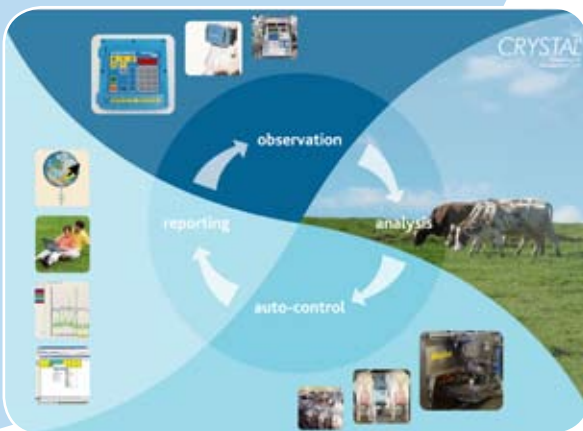 CRYSTAL
observation
reporting
analysis
auto-control